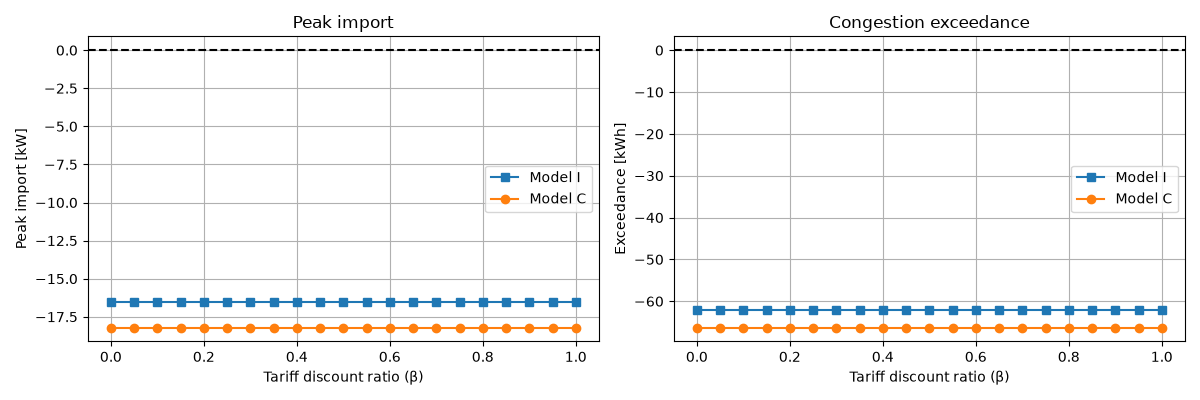 Peak import
Peak import [kW]
0.0
−2.5
−5.0
−7.5
−10.0
−12.5
−15.0
−17.5
Model I
Model C
0.0 0.2 0.4 0.6 0.8 1.0
Tariff discount ratio (β)
Congestion exceedance
Exceedance [kWh]
0
−10
−20
−30
−40
−50
−60
Model I
Model C
0.0 0.2 0.4 0.6 0.8 1.0
Tariff discount ratio (β)